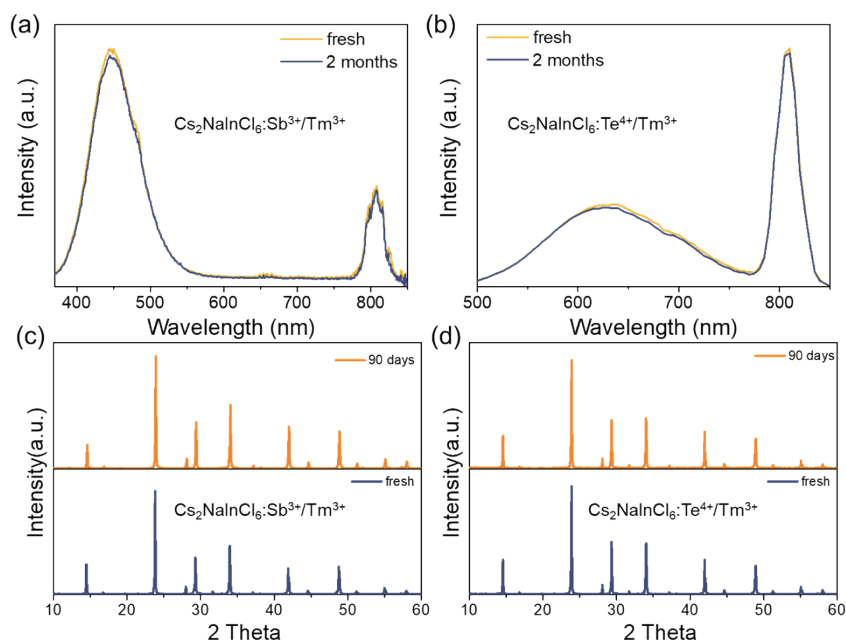 (a)
fresh
2 months
Cs₂NaInCl₆:Sb³⁺/Tm³⁺
Intensity (a.u.)
400 500 600 700 800
Wavelength (nm)
(b)
fresh
2 months
Cs₂NaInCl₆:Te⁴⁺/Tm³⁺
Intensity (a.u.)
500 600 700 800
Wavelength (nm)
(c)
90 days
fresh
Cs₂NaInCl₆:Sb³⁺/Tm³⁺
Intensity(a.u.)
10 20 30 40 50 60
2 Theta
(d)
90 days
fresh
Cs₂NaInCl₆:Te⁴⁺/Tm³⁺
Intensity(a.u.)
10 20 30 40 50 60
2 Theta